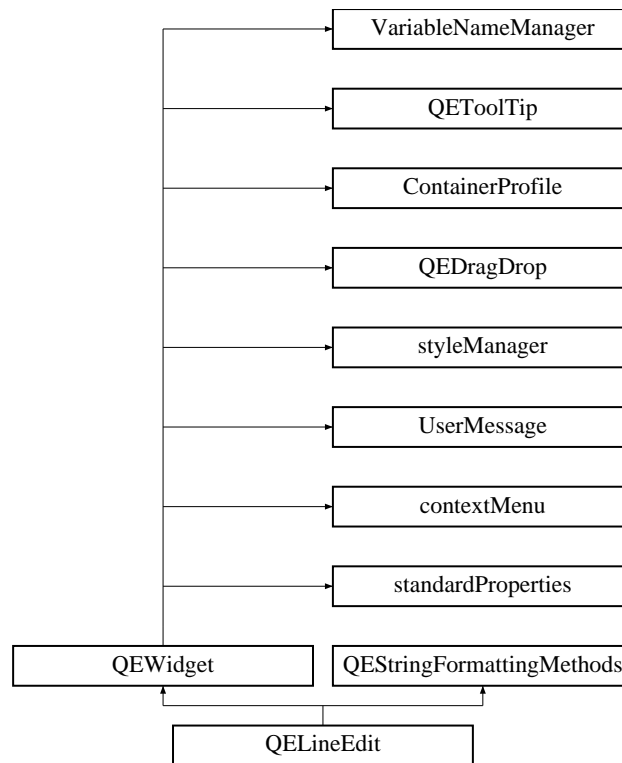 VariableNameManager
QEToolTip
ContainerProfile
QEDragDrop
styleManager
UserMessage
contextMenu
standardProperties
QEWidget
QEStringFormattingMethods
QELineEdit